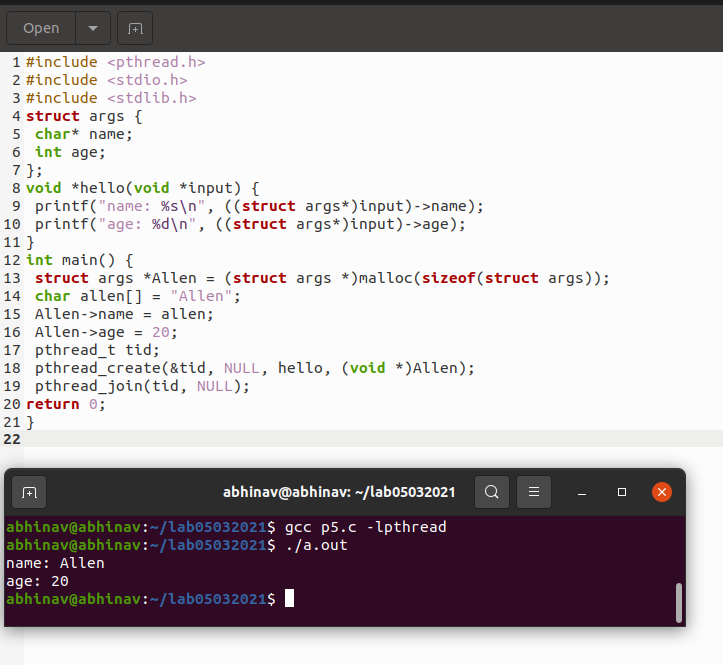 Open
1 #include <pthread.h>
2 #include <stdio.h>
3 #include <stdlib.h>
4 struct args {
5  char* name;
6  int age;
7 };
8 void *hello(void *input) {
9  printf("name: %s\n", ((struct args*)input)->name);
10  printf("age: %d\n", ((struct args*)input)->age);
11 }
12 int main() {
13  struct args *Allen = (struct args *)malloc(sizeof(struct args));
14  char allen[] = "Allen";
15  Allen->name = allen;
16  Allen->age = 20;
17  pthread_t tid;
18  pthread_create(&tid, NULL, hello, (void *)Allen);
19  pthread_join(tid, NULL);
20 return 0;
21 }
22
abhinav@abhinav: ~/lab05032021
abhinav@abhinav:~/lab05032021$ gcc p5.c -lpthread
abhinav@abhinav:~/lab05032021$ ./a.out
name: Allen
age: 20
abhinav@abhinav:~/lab05032021$